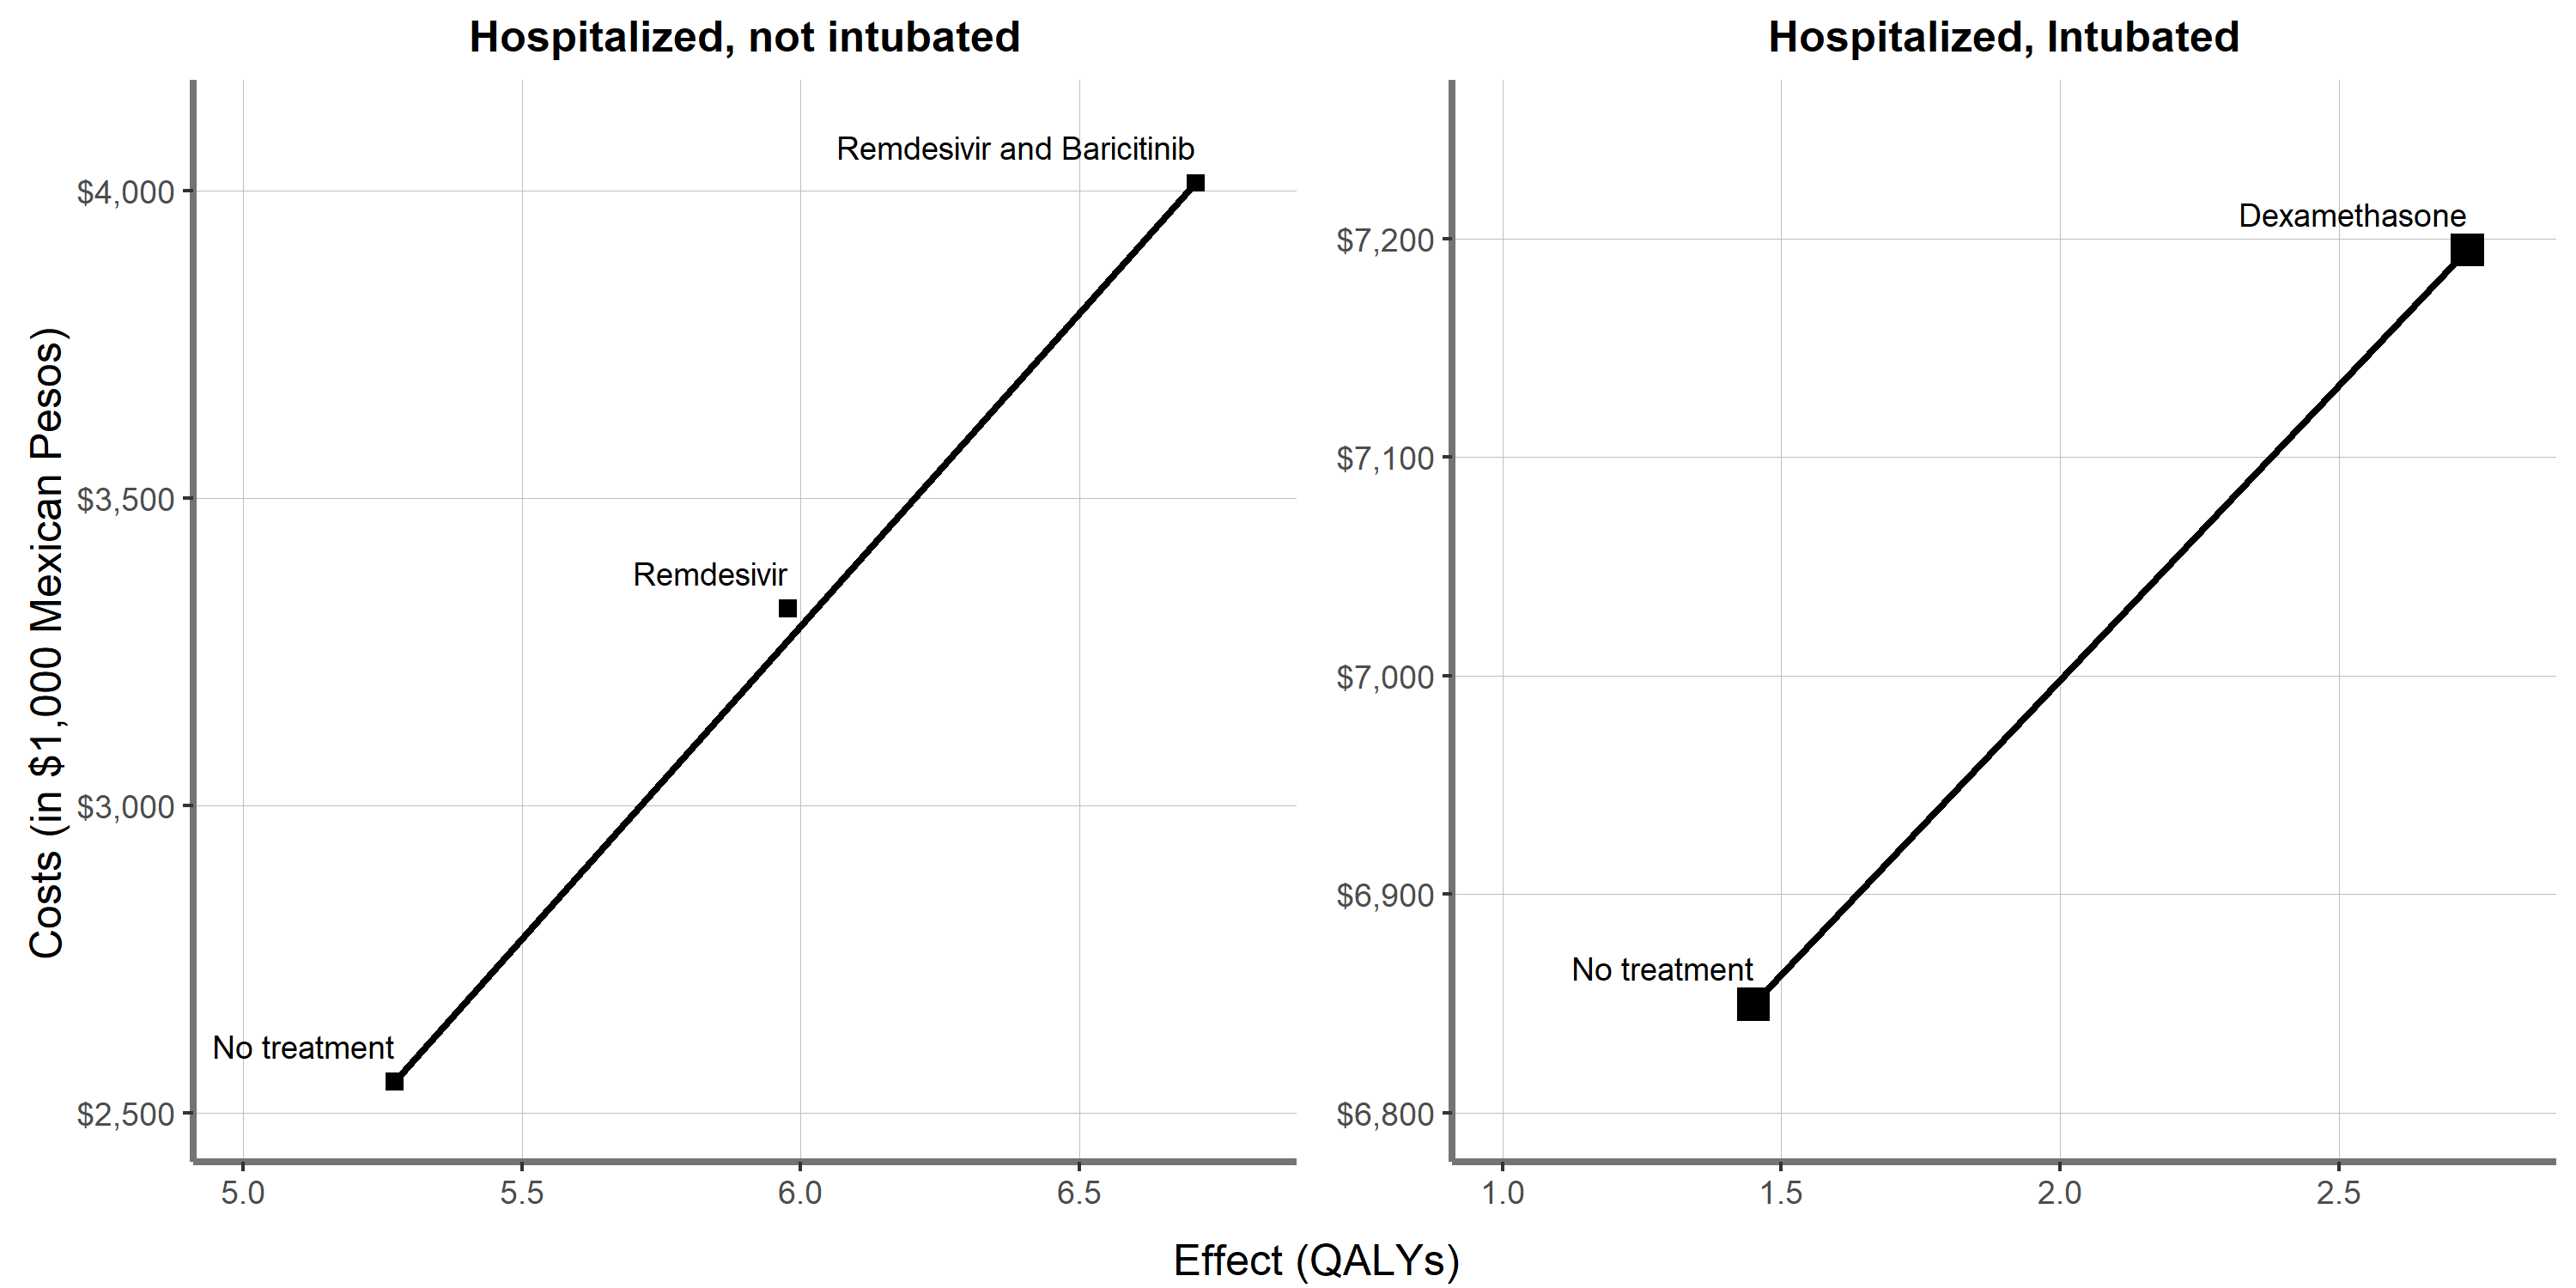 Hospitalized, not intubated
Hospitalized, Intubated
Costs (in $1,000 Mexican Pesos)
$4,000
$3,500
$3,000
$2,500
Remdesivir and Baricitinib
Remdesivir
No treatment
5.0 5.5 6.0 6.5
$7,200
$7,100
$7,000
$6,900
$6,800
Dexamethasone
No treatment
1.0 1.5 2.0 2.5
Effect (QALYs)